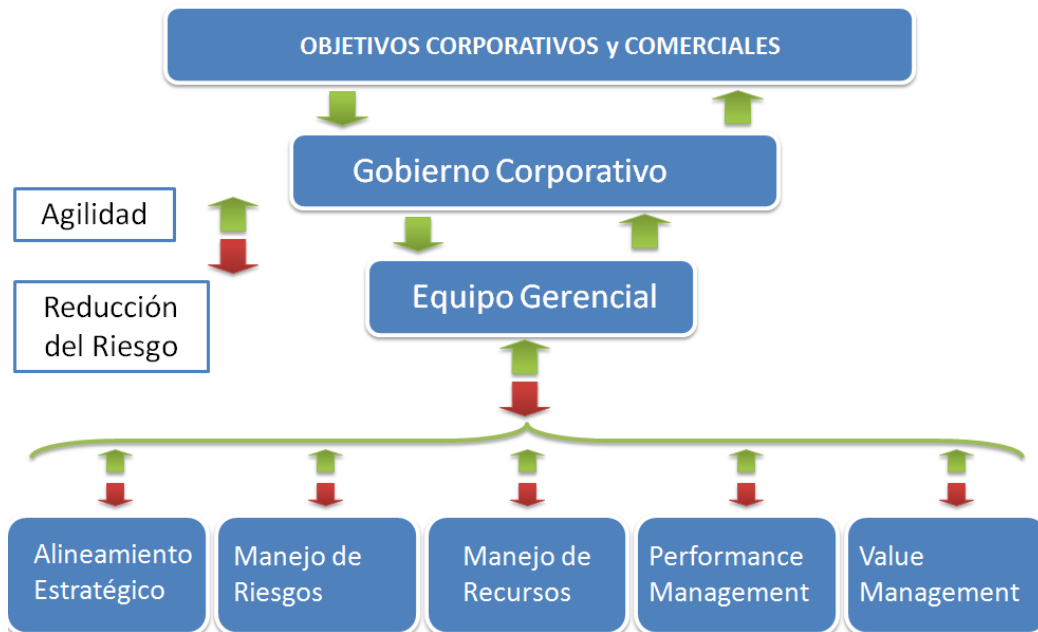 OBJETIVOS CORPORATIVOS y COMERCIALES
Gobierno Corporativo
Agilidad
Equipo Gerencial
Reducción
del Riesgo
Alineamiento
Estratégico
Manejo de
Riesgos
Manejo de
Recursos
Performance
Management
Value
Management